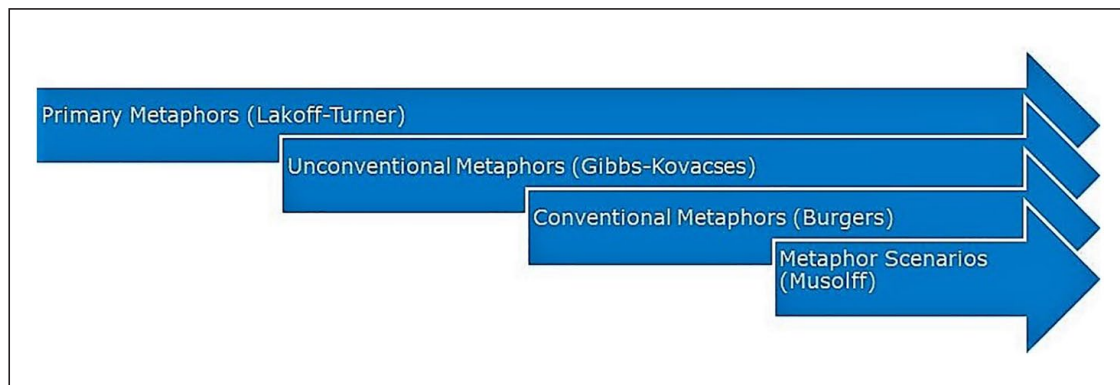 Primary Metaphors (Lakoff-Turner)
Unconventional Metaphors (Gibbs-Kovacses)
Conventional Metaphors (Burgers)
Metaphor Scenarios
(Musolff)